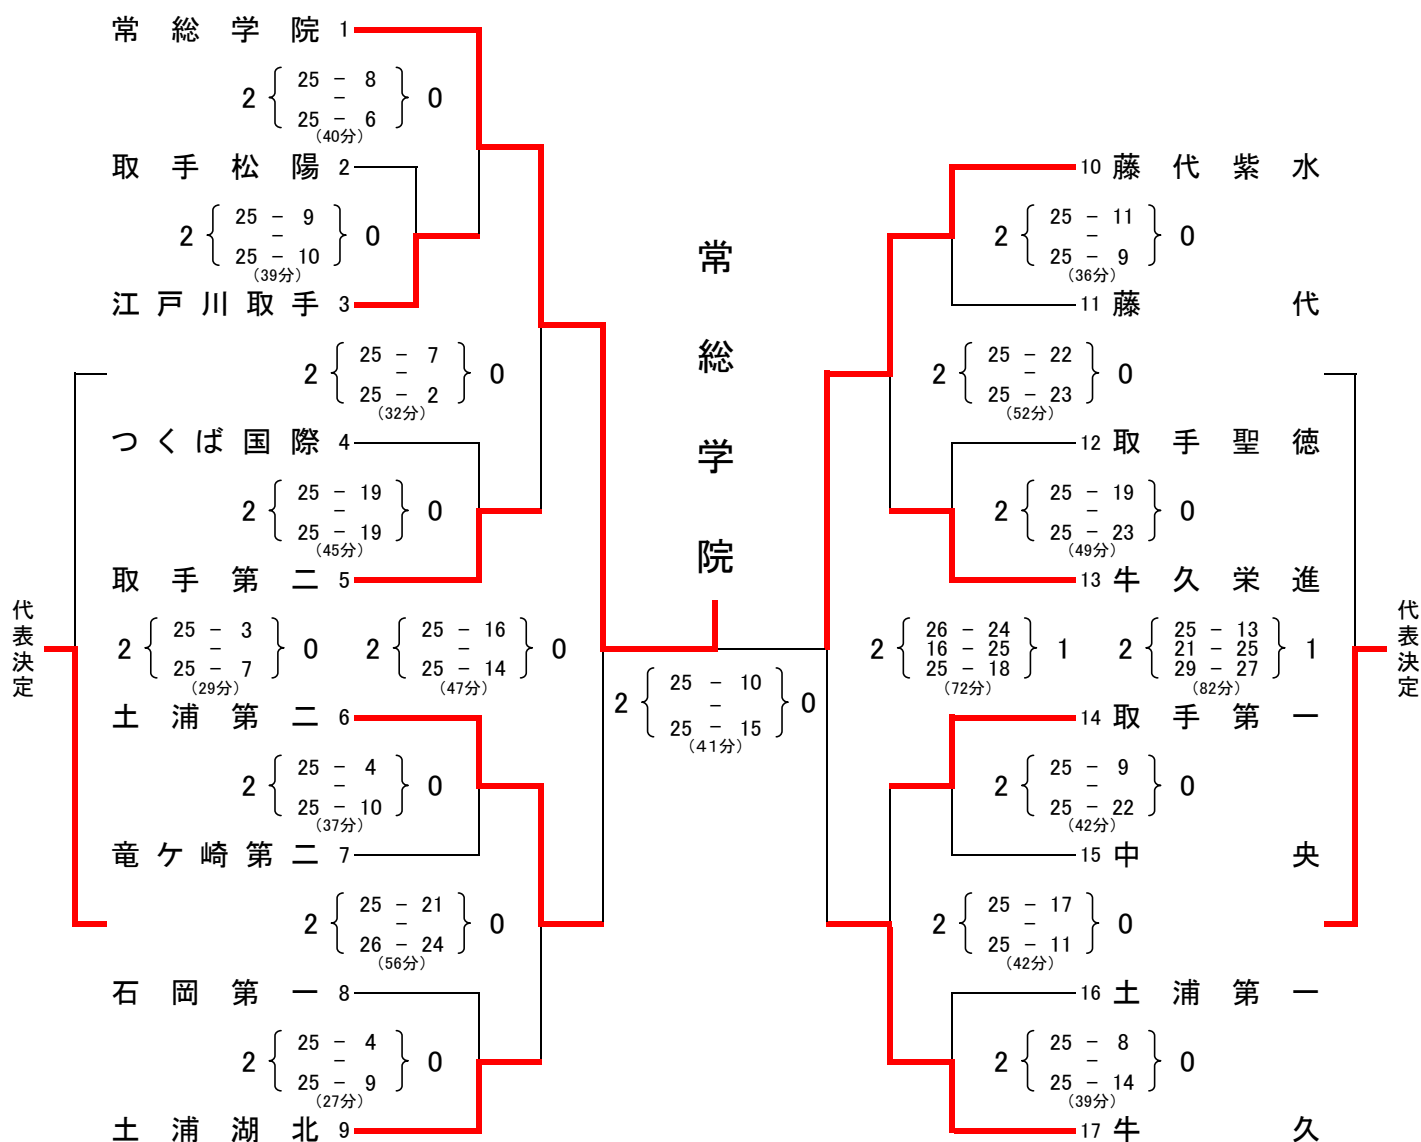 常総学院 1
2 25 - 8 0
-
25 - 6
(40分)
取手松陽 2
2 25 - 9 0
-
25 - 10
(39分)
江戸川取手 3
2 25 - 7 0
-
25 - 2
(32分)
つくば国際 4
2 25 - 19 0
-
25 - 19
(45分)
取手第二 5
代表決定
2 25 - 3 0
-
25 - 7
(29分)
2 25 - 16 0
-
25 - 14
(47分)
土浦第二 6
2 25 - 4 0
-
25 - 10
(37分)
竜ケ崎第二 7
2 25 - 21 0
-
26 - 24
(56分)
石岡第一 8
2 25 - 4 0
-
25 - 9
(27分)
土浦湖北 9
常総学院
2 25 - 10 0
-
25 - 15
(41分)
10 藤代紫水
2 25 - 11 0
-
25 - 9
(36分)
11 藤代
2 25 - 22 0
-
25 - 23
(52分)
12 取手聖徳
2 25 - 19 0
-
25 - 23
(49分)
13 牛久栄進
2 26 - 24 1
16 - 25
25 - 18
(72分)
2 25 - 13 1
21 - 25
29 - 27
(82分)
代表決定
14 取手第一
2 25 - 9 0
-
25 - 22
(42分)
15 中央
2 25 - 17 0
-
25 - 11
(42分)
16 土浦第一
2 25 - 8 0
-
25 - 14
(39分)
17 牛久